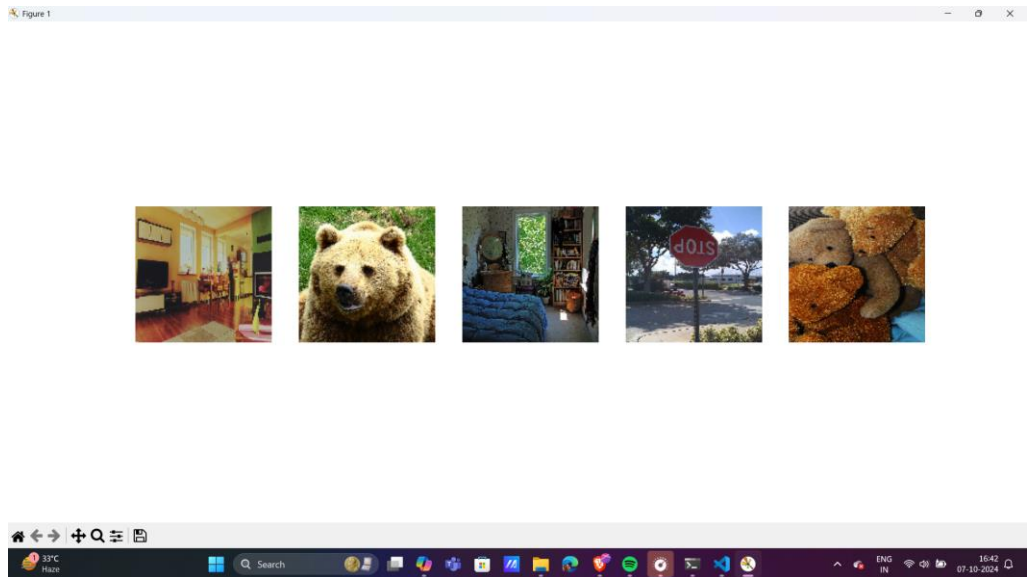 Figure 1
STOP
33°C
Haze
Search
ENG
IN
16:42
07-10-2024